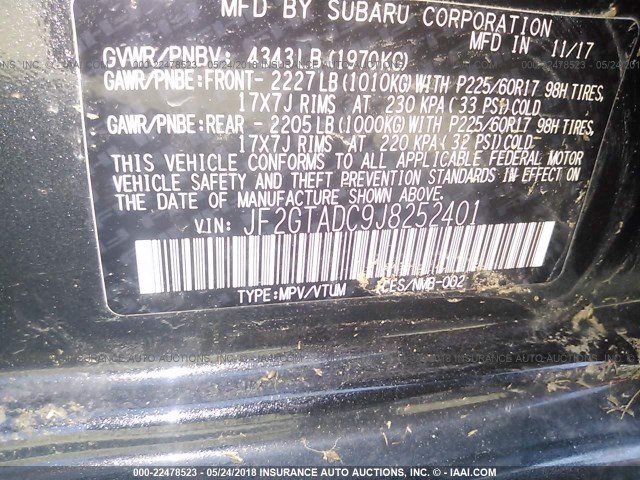 MFD BY SUBARU CORPORATION
GVWR/PNBV: 4343LB(1970KG) MFD IN 11/17
GAWR/PNBE:FRONT- 2227LB(1010KG)WITH P225/60R17 98H TIRES,
17X7J RIMS AT 230 KPA(33 PSI)COLD
GAWR/PNBE:REAR - 2205LB(1000KG)WITH P225/60R17 98H TIRES,
17X7J RIMS AT 220 KPA(32 PSI)COLD
THIS VEHICLE CONFORMS TO ALL APPLICABLE FEDERAL MOTOR
VEHICLE SAFETY AND THEFT PREVENTION STANDARDS IN EFFECT ON
THE DATE OF MANUFACTURE SHOWN ABOVE.
VIN: JF2GTADC9J8252401
TYPE:MPV/VTUM ICES/NMB-002
000-22478523 - 05/24/2018 INSURANCE AUTO AUCTIONS, INC. - © IAAI.COM